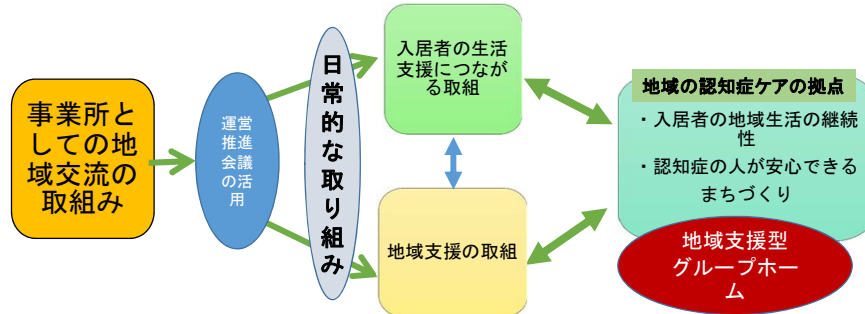 事業所と
しての地
域交流の
取組み
運営
推進
会議
の活
用
日常的な取り組み
入居者の生活
支援につなが
る取組
地域支援の取組
地域の認知症ケアの拠点
・入居者の地域生活の継続
性
・認知症の人が安心できる
まちづくり
地域支援型
グループホー
ム